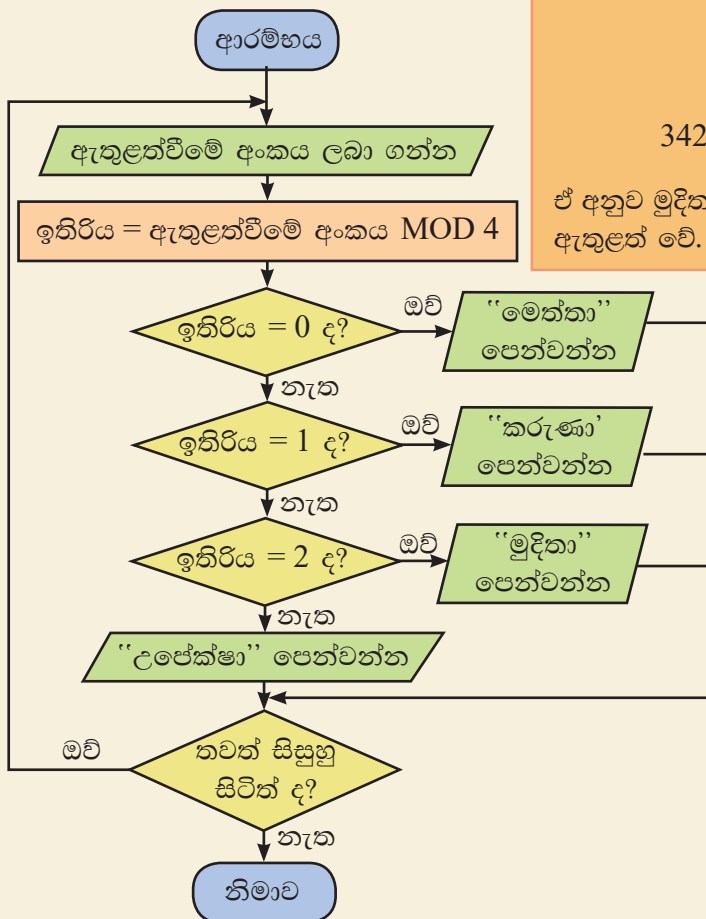 ආරම්භය
ඇතුළත්වීමේ අංකය ලබා ගන්න
ඉතිරිය = ඇතුළත්වීමේ අංකය MOD 4
342
ඒ අනුව මුදිතා
ඇතුළත් වේ.
ඉතිරිය = 0 ද?
ඔව්
‘‘මෙත්තා’’
පෙන්වන්න
නැත
ඉතිරිය = 1 ද?
ඔව්
‘‘කරුණා’
පෙන්වන්න
නැත
ඉතිරිය = 2 ද?
ඔව්
‘‘මුදිතා’’
පෙන්වන්න
නැත
‘‘උපේක්ෂා’’ පෙන්වන්න
ඔව්
තවත් සිසුහු
සිටිත් ද?
නැත
නිමාව